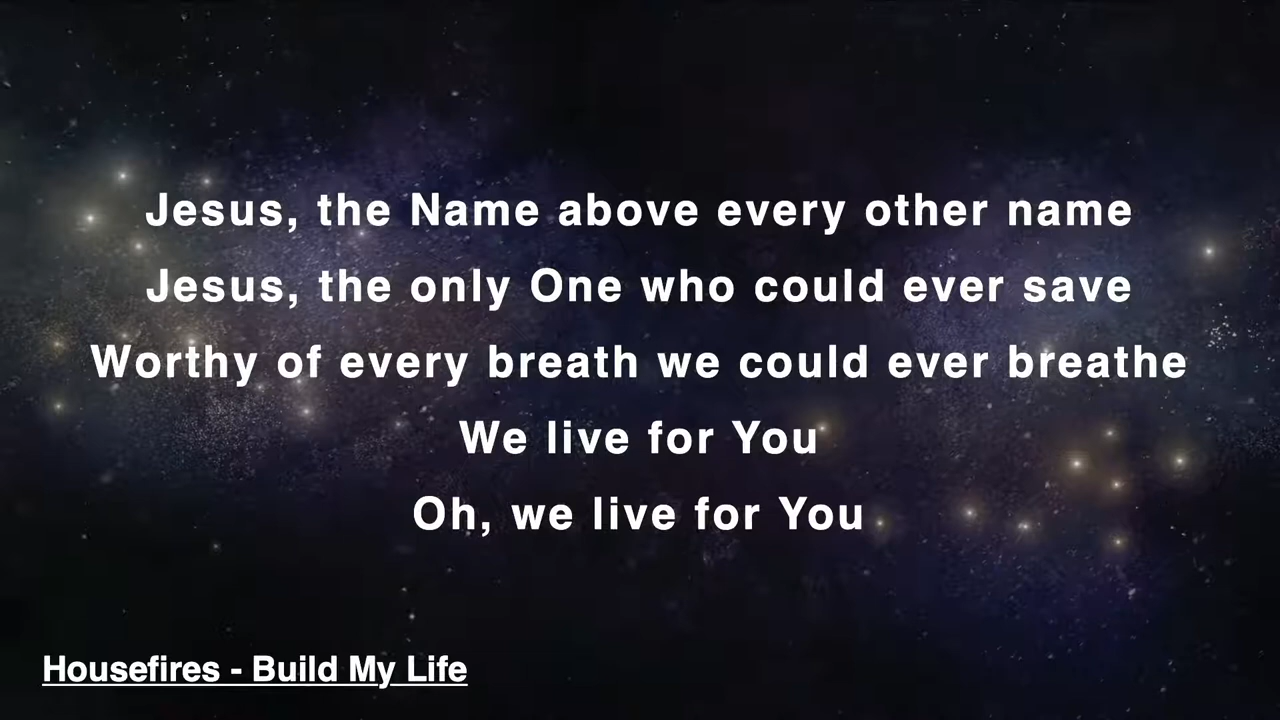 Jesus, the Name above every other name
Jesus, the only One who could ever save
Worthy of every breath we could ever breathe
We live for You
Oh, we live for You
Housefires - Build My Life